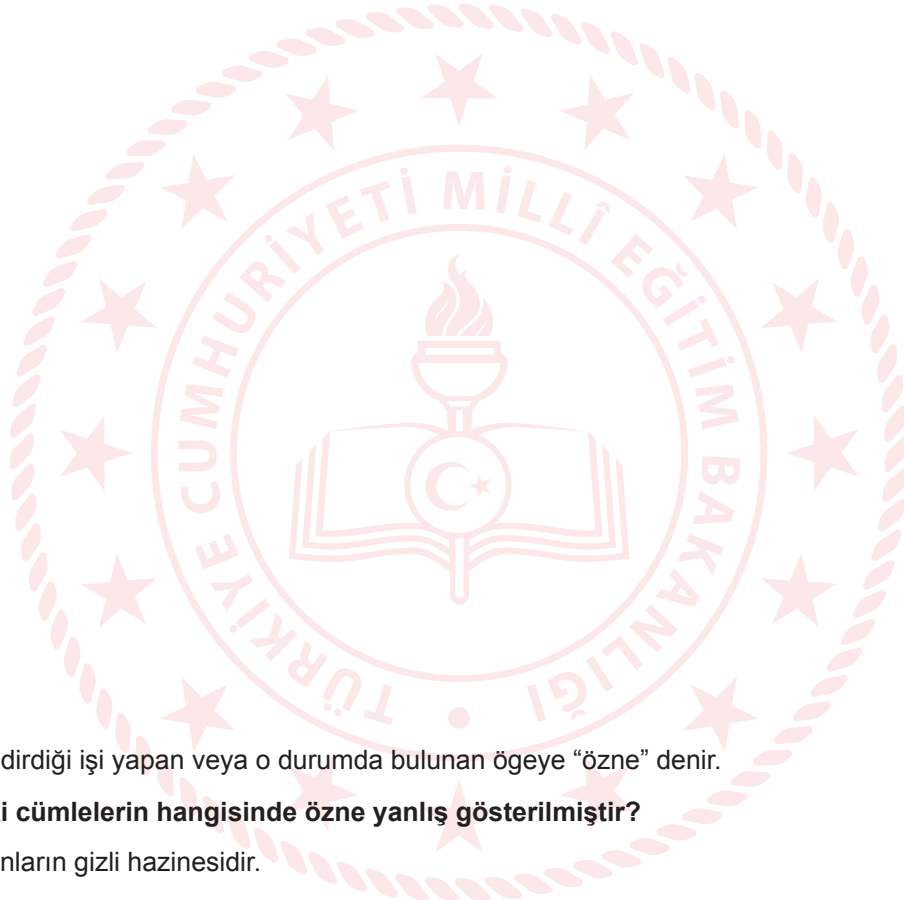 TÜRKİYE CUMHURİYETİ MİLLÎ EĞİTİM BAKANLIĞI
dirdiği işi yapan veya o durumda bulunan ögeye “özne” denir.
i cümlelerin hangisinde özne yanlış gösterilmiştir?
nların gizli hazinesidir.